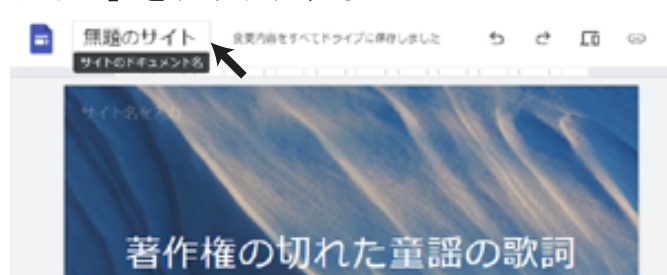 無題のサイト 変更内容をすべてドライブに保存しました
サイトのドキュメント名
サイト名を入力
著作権の切れた童謡の歌詞